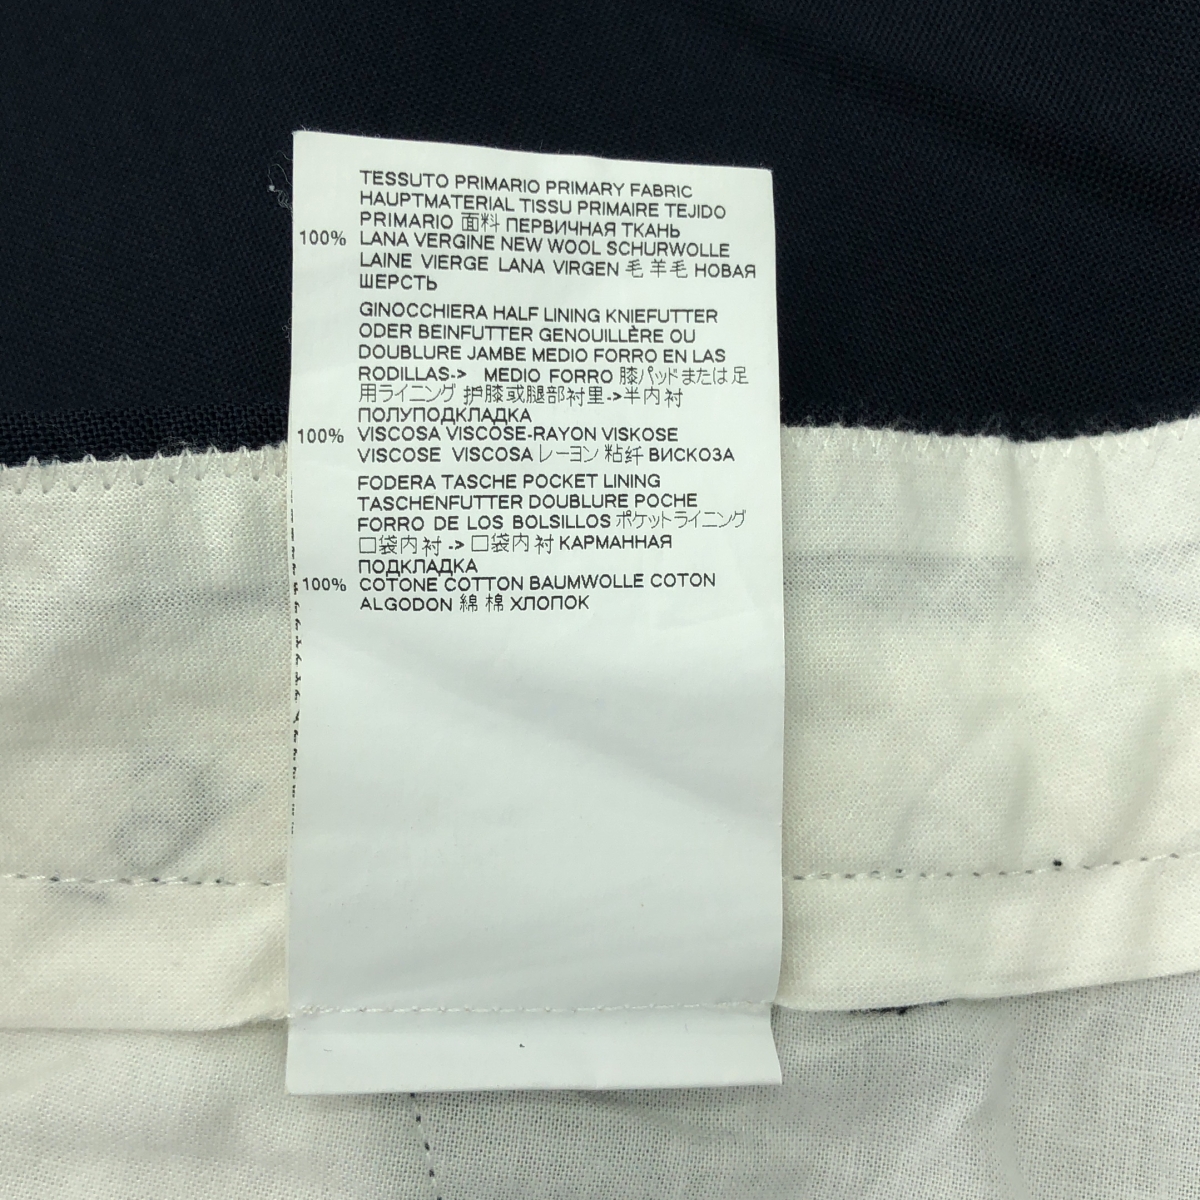 TESSUTO PRIMARIO PRIMARY FABRIC
HAUPTMATERIAL TISSU PRIMAIRE TEJIDO
PRIMARIO 面料 ПЕРВИЧНАЯ ТКАНЬ
100% LANA VERGINE NEW WOOL SCHURWOLLE
LAINE VIERGE LANA VIRGEN 毛 羊毛 НОВАЯ
ШЕРСТЬ
GINOCCHIERA HALF LINING KNIEFUTTER
ODER BEINFUTTER GENOUILLÈRE OU
DOUBLURE JAMBE MEDIO FORRO EN LAS
RODILLAS-> MEDIO FORRO 膝パッドまたは足
用ライニング 护膝或腿部衬里->半内衬
ПОЛУПОДКЛАДКА
100% VISCOSA VISCOSE-RAYON VISKOSE
VISCOSE VISCOSA レーヨン 粘纤 ВИСКОЗА
FODERA TASCHE POCKET LINING
TASCHENFUTTER DOUBLURE POCHE
FORRO DE LOS BOLSILLOS ポケットライニング
口袋内衬 -> 口袋内衬 КАРМАННАЯ
ПОДКЛАДКА
100% COTONE COTTON BAUMWOLLE COTON
ALGODON 綿 棉 ХЛОПОК